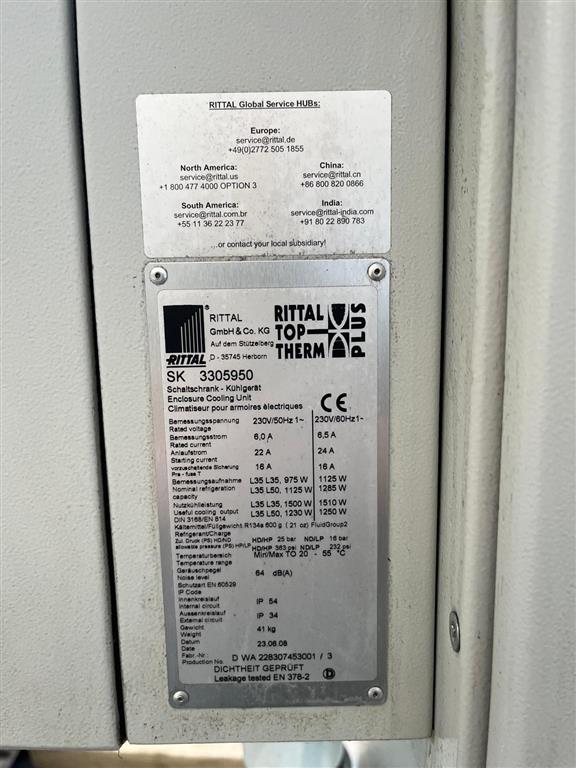 RITTAL Global Service HUBs:
Europe:
service@rittal.de
+49(0)2772 505 1855
North America:
service@rittal.us
+1 800 477 4000 OPTION 3
China:
service@rittal.cn
+86 800 820 0866
South America:
service@rittal.com.br
+55 11 36 22 23 77
India:
service@rittal-india.com
+91 80 22 890 783
...or contact your local subsidiary!
RITTAL
®
RITTAL
GmbH & Co. KG
Auf dem Stützelberg
D - 35745 Herborn
RITTAL
TOP
THERM
PLUS
SK 3305950
Schaltschrank - Kühlgerät
Enclosure Cooling Unit
Climatiseur pour armoires électriques
CE
Bemessungsspannung 230V/50Hz 1~ 230V/60Hz 1~
Rated voltage
Bemessungsstrom 6,0 A 6,5 A
Rated current
Anlaufstrom 22 A 24 A
Starting current
vorzuschaltende Sicherung 16 A 16 A
Pre - fuse T
Bemessungsaufnahme L35 L35, 975 W 1125 W
Nominal refrigeration L35 L50, 1125 W 1285 W
capacity
Nutzkühlleistung L35 L35, 1500 W 1510 W
Useful cooling output L35 L50, 1230 W 1250 W
DIN 3168/EN 814
Kältemittel/Füllgewicht R134a 600 g ( 21 oz) FluidGroup2
Refrigerant/Charge
Zul. Druck (PS) HD/ND HD/HP 25 bar ND/LP 16 bar
allowable pressure (PS) HP/LP HD/HP 363 psi ND/LP 232 psi
Temperaturbereich Min/Max TO 20 - 55 °C
Temperature range
Geräuschpegel 64 dB(A)
Noise level
Schutzart EN 60529
IP Code
Innenkreislauf IP 54
Internal circuit
Aussenkreislauf IP 34
External circuit
Gewicht 41 kg
Weight
Datum 23.06.08
Date
Fabr.-Nr.: D WA 228307453001 / 3
Production No.
DICHTHEIT GEPRÜFT
Leakage tested EN 378-2 D